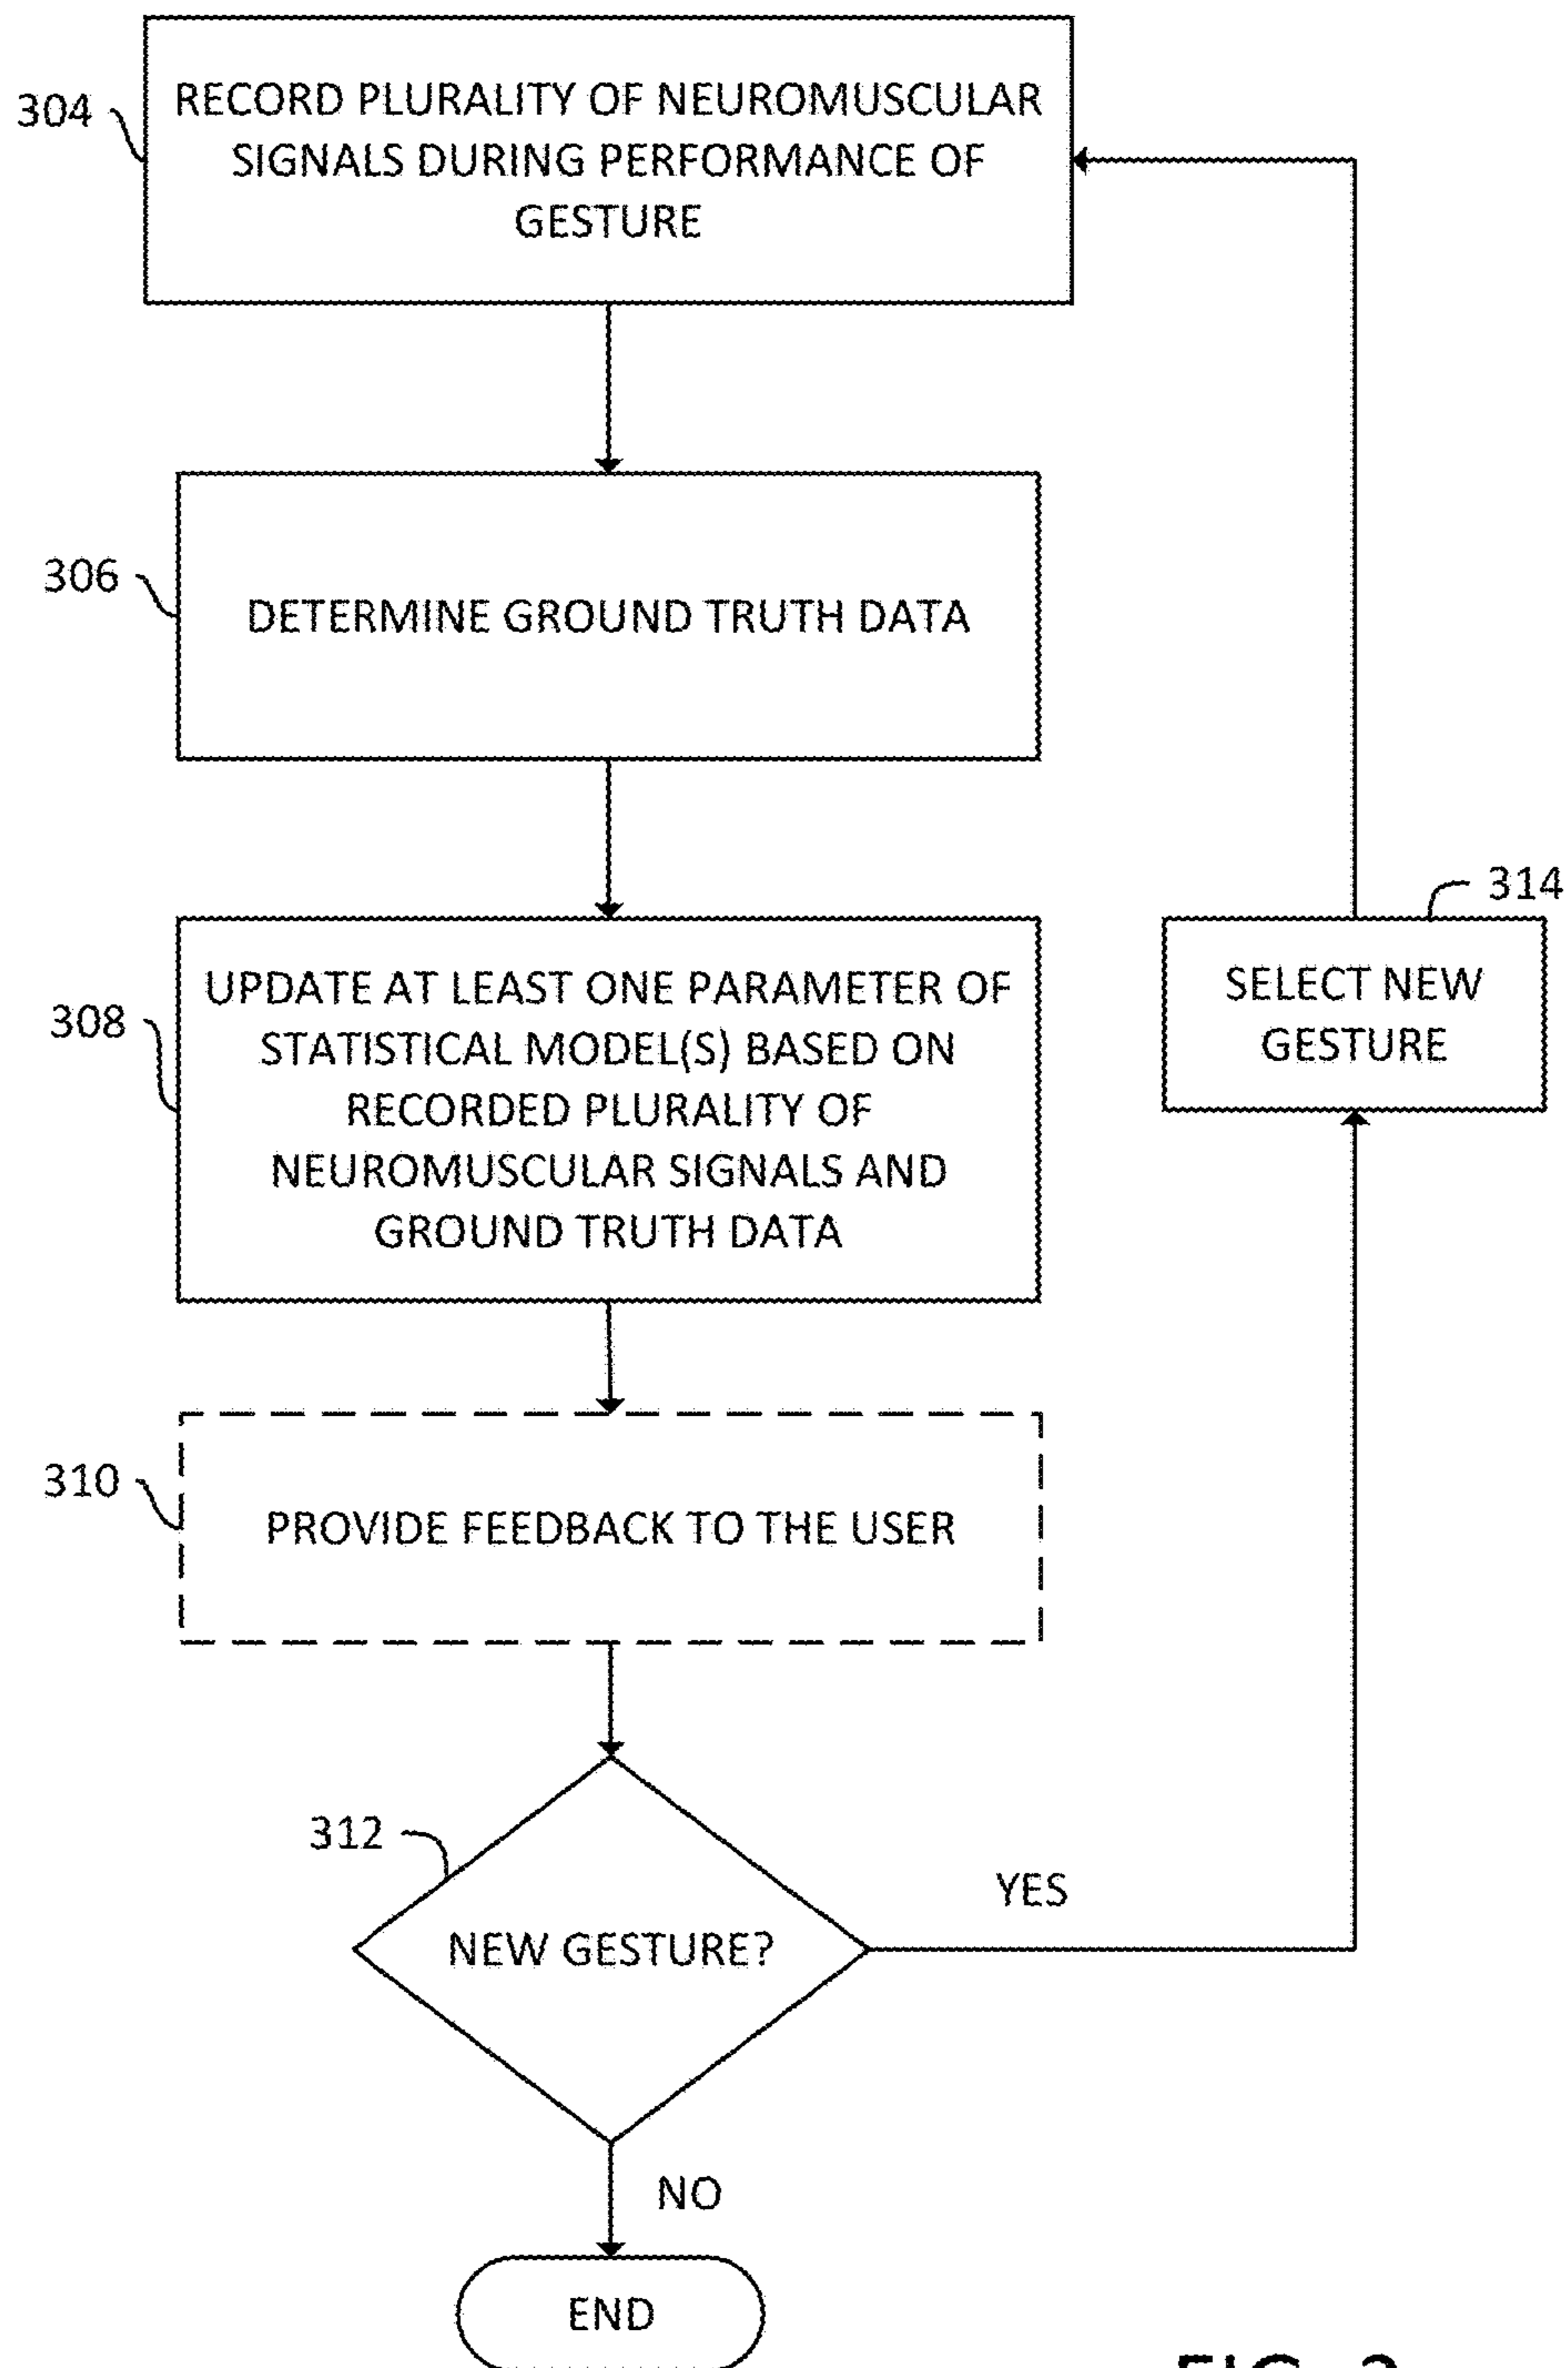 304
RECORD PLURALITY OF NEUROMUSCULAR
SIGNALS DURING PERFORMANCE OF
GESTURE
306
DETERMINE GROUND TRUTH DATA
308
UPDATE AT LEAST ONE PARAMETER OF
STATISTICAL MODEL(S) BASED ON
RECORDED PLURALITY OF
NEUROMUSCULAR SIGNALS AND
GROUND TRUTH DATA
314
SELECT NEW
GESTURE
310
PROVIDE FEEDBACK TO THE USER
312
NEW GESTURE?
YES
NO
END
FIG.